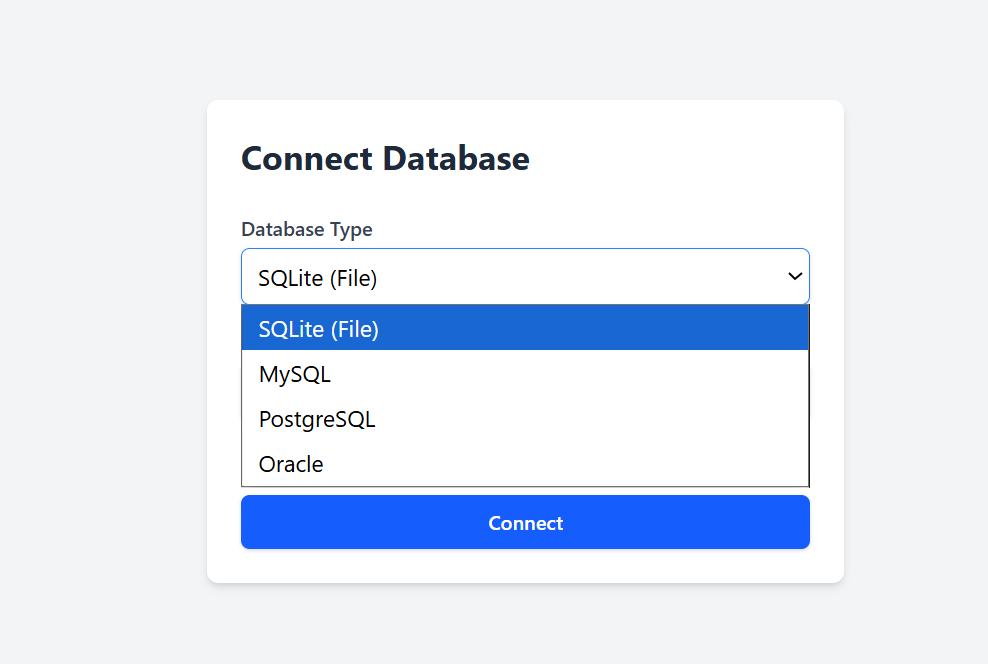 Connect Database
Database Type
SQLite (File)
SQLite (File)
MySQL
PostgreSQL
Oracle
Connect